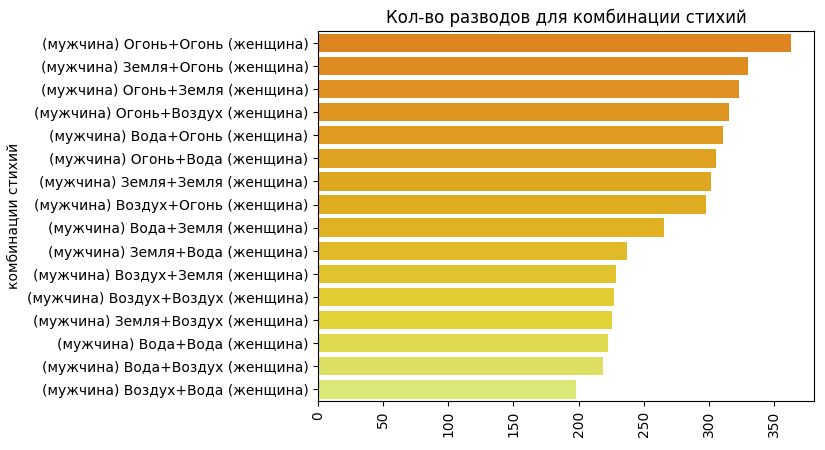 Кол-во разводов для комбинации стихий
комбинации стихий
(мужчина) Огонь+Огонь (женщина)
(мужчина) Земля+Огонь (женщина)
(мужчина) Огонь+Земля (женщина)
(мужчина) Огонь+Воздух (женщина)
(мужчина) Вода+Огонь (женщина)
(мужчина) Огонь+Вода (женщина)
(мужчина) Земля+Земля (женщина)
(мужчина) Воздух+Огонь (женщина)
(мужчина) Вода+Земля (женщина)
(мужчина) Земля+Вода (женщина)
(мужчина) Воздух+Земля (женщина)
(мужчина) Воздух+Воздух (женщина)
(мужчина) Земля+Воздух (женщина)
(мужчина) Вода+Вода (женщина)
(мужчина) Вода+Воздух (женщина)
(мужчина) Воздух+Вода (женщина)
0
50
100
150
200
250
300
350